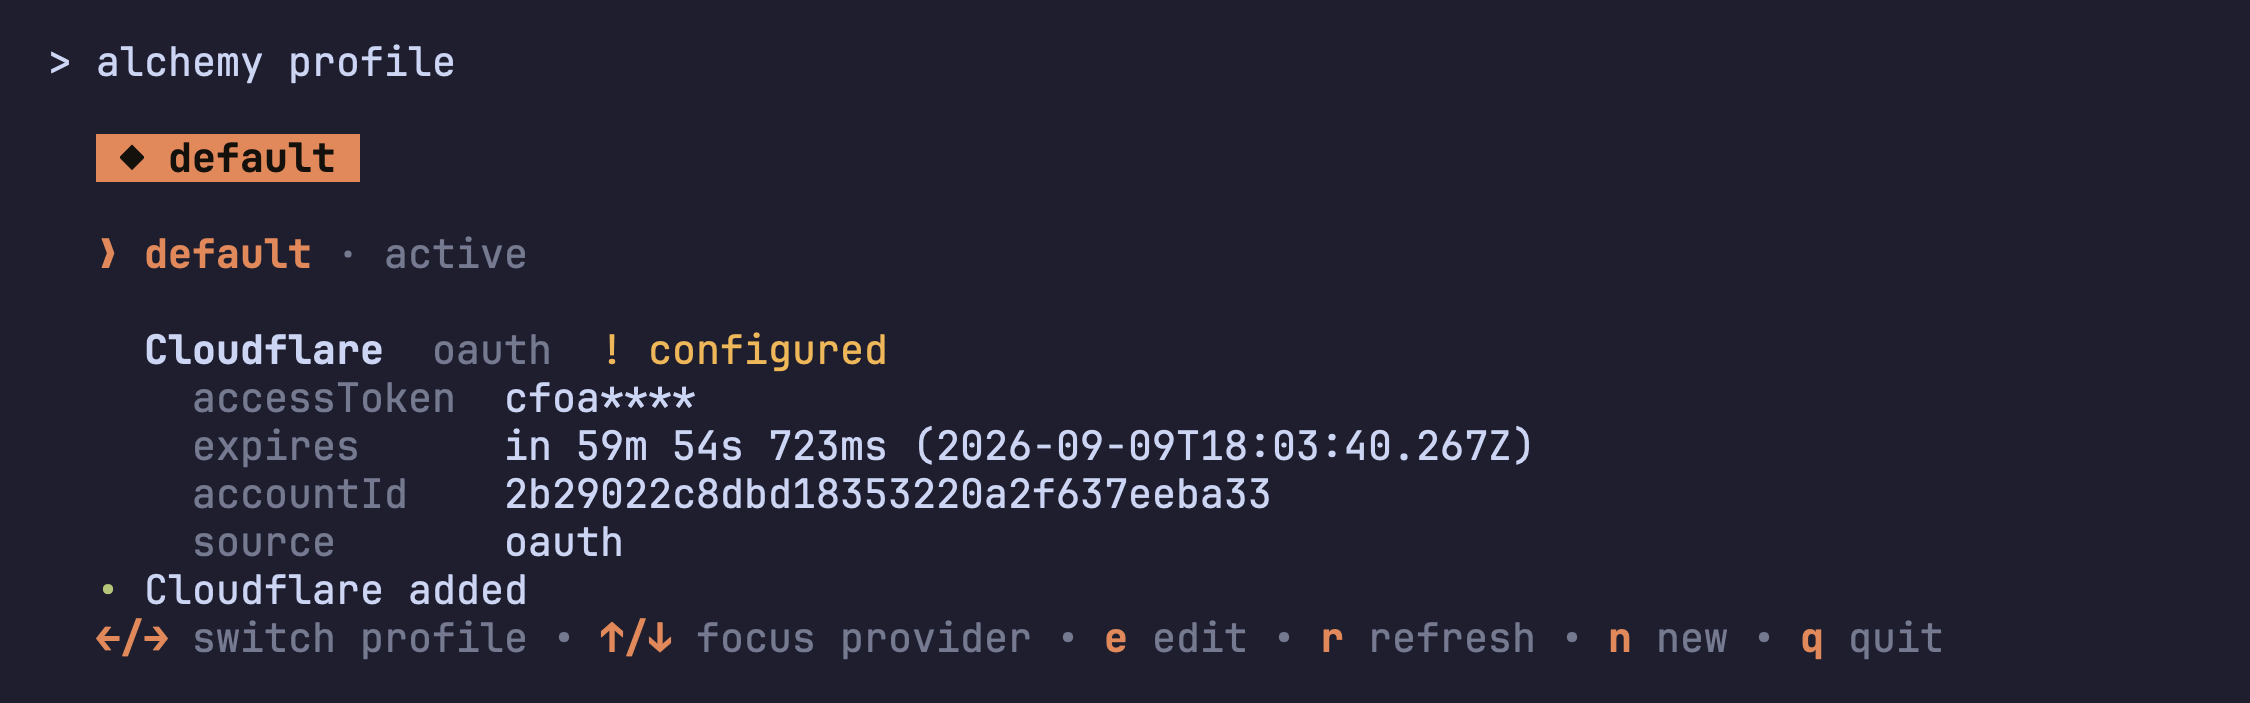 > alchemy profile
◆ default
❫ default · active
Cloudflare oauth ! configured
accessToken cfoa****
expires in 59m 54s 723ms (2026-09-09T18:03:40.267Z)
accountId 2b29022c8dbd18353220a2f637eeba33
source oauth
• Cloudflare added
←/→ switch profile • ↑/↓ focus provider • e edit • r refresh • n new • q quit